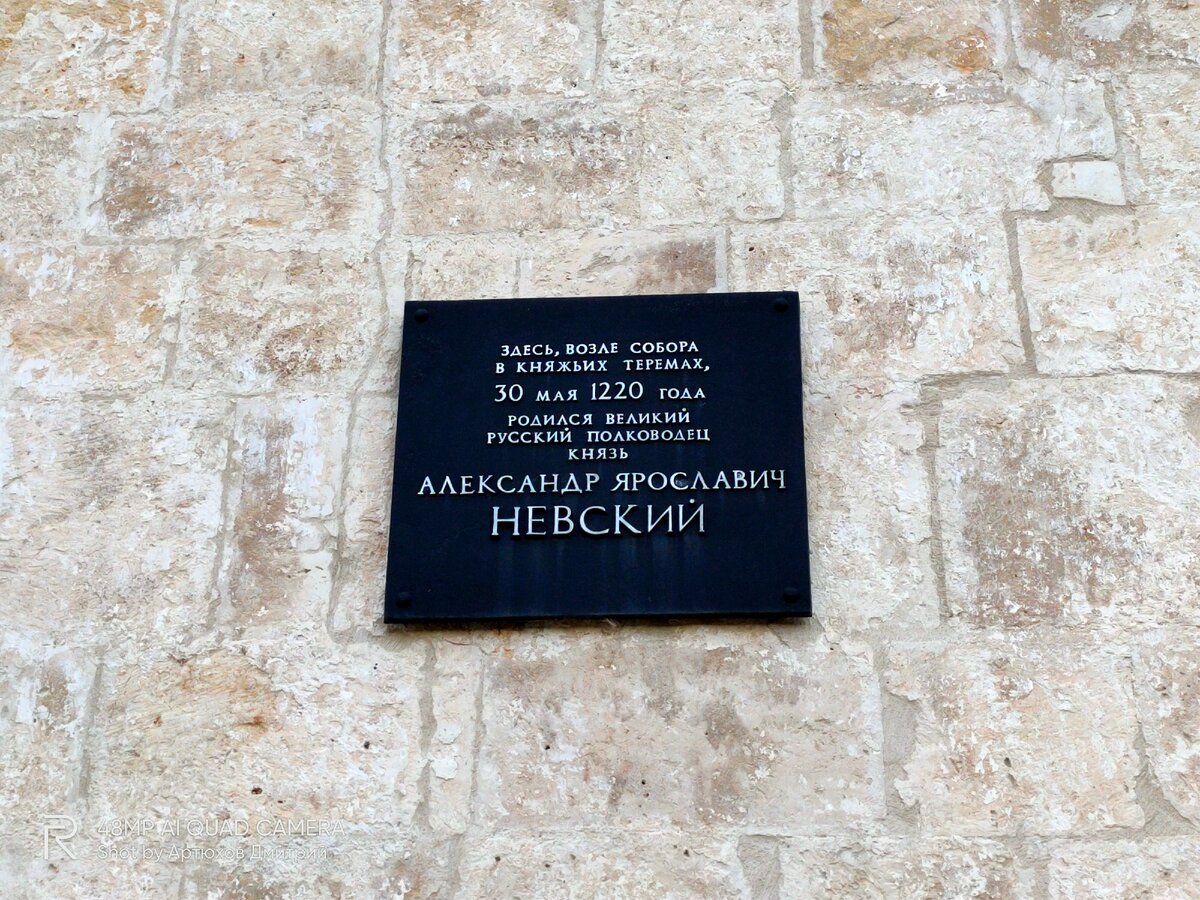 ЗДЕСЬ, ВОЗЛЕ СОБОРА
В КНЯЖЬИХ ТЕРЕМАХ,
30 МАЯ 1220 ГОДА
РОДИЛСЯ ВЕЛИКИЙ
РУССКИЙ ПОЛКОВОДЕЦ
КНЯЗЬ
АЛЕКСАНДР ЯРОСЛАВИЧ
НЕВСКИЙ
R 48MP AI QUAD CAMERA
Shot by Артюхов Дмитрий